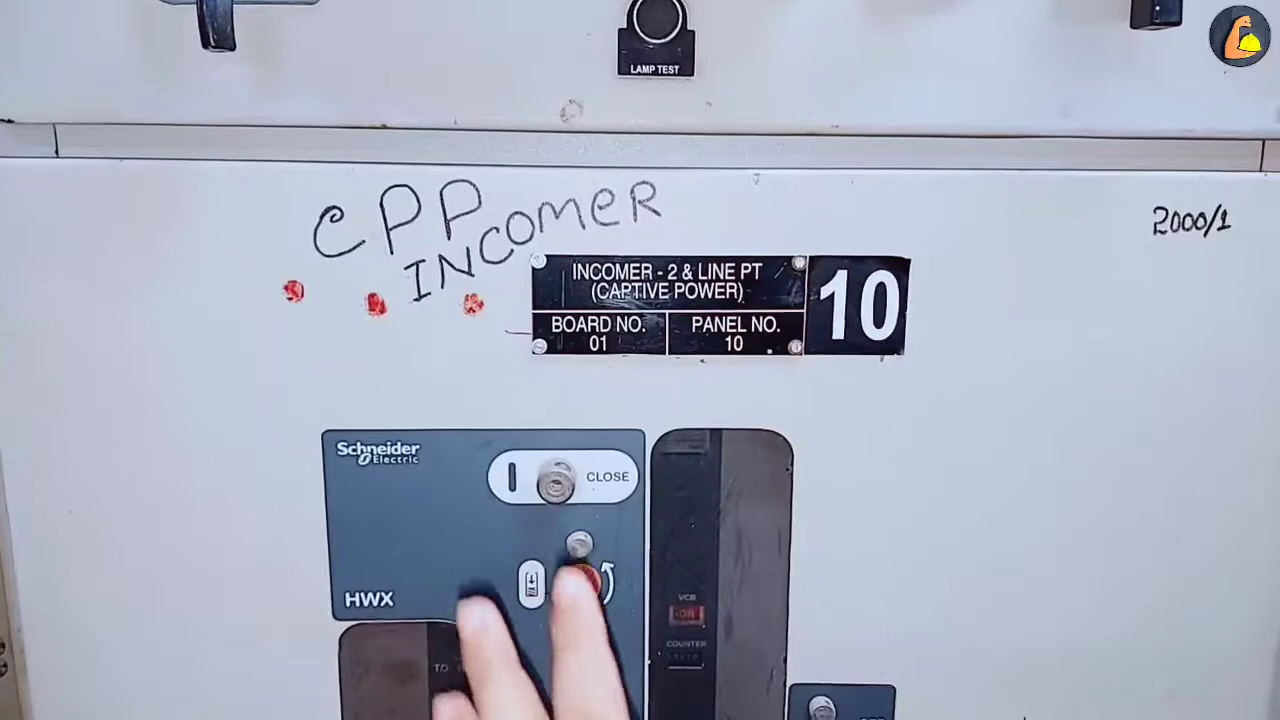 LAMP TEST
CPP
INCOMER
2000/1
INCOMER - 2 & LINE PT
(CAPTIVE POWER)
BOARD NO.
01
PANEL NO.
10
10
Schneider
Electric
CLOSE
HWX
VCB
ON
COUNTER